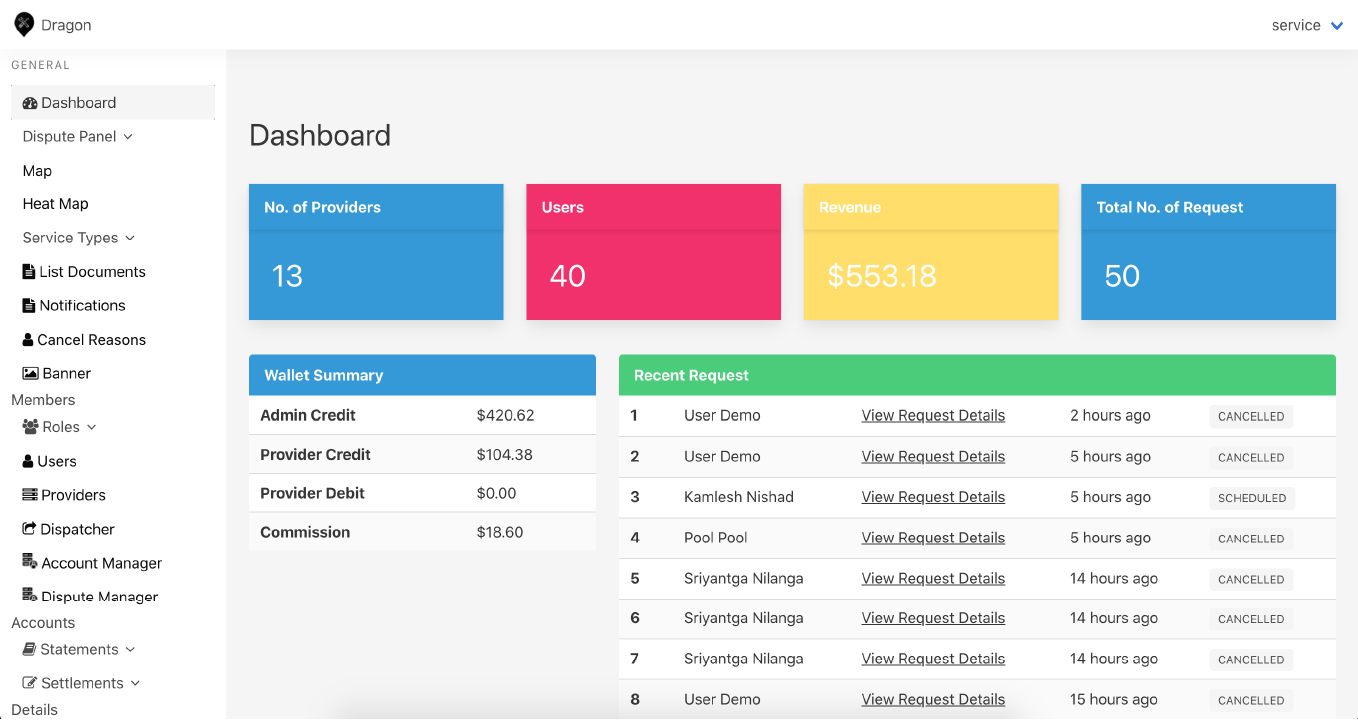 Dragon
service
GENERAL
Dashboard
Dispute Panel
Map
Heat Map
Service Types
List Documents
Notifications
Cancel Reasons
Banner
Members
Roles
Users
Providers
Dispatcher
Account Manager
Dispute Manager
Accounts
Statements
Settlements
Details
Dashboard
No. of Providers
13
Users
40
Revenue
$553.18
Total No. of Request
50
Wallet Summary
Admin Credit $420.62
Provider Credit $104.38
Provider Debit $0.00
Commission $18.60
Recent Request
1 User Demo View Request Details 2 hours ago CANCELLED
2 User Demo View Request Details 5 hours ago CANCELLED
3 Kamlesh Nishad View Request Details 5 hours ago SCHEDULED
4 Pool Pool View Request Details 5 hours ago CANCELLED
5 Sriyantga Nilanga View Request Details 14 hours ago CANCELLED
6 Sriyantga Nilanga View Request Details 14 hours ago CANCELLED
7 Sriyantga Nilanga View Request Details 14 hours ago CANCELLED
8 User Demo View Request Details 15 hours ago CANCELLED